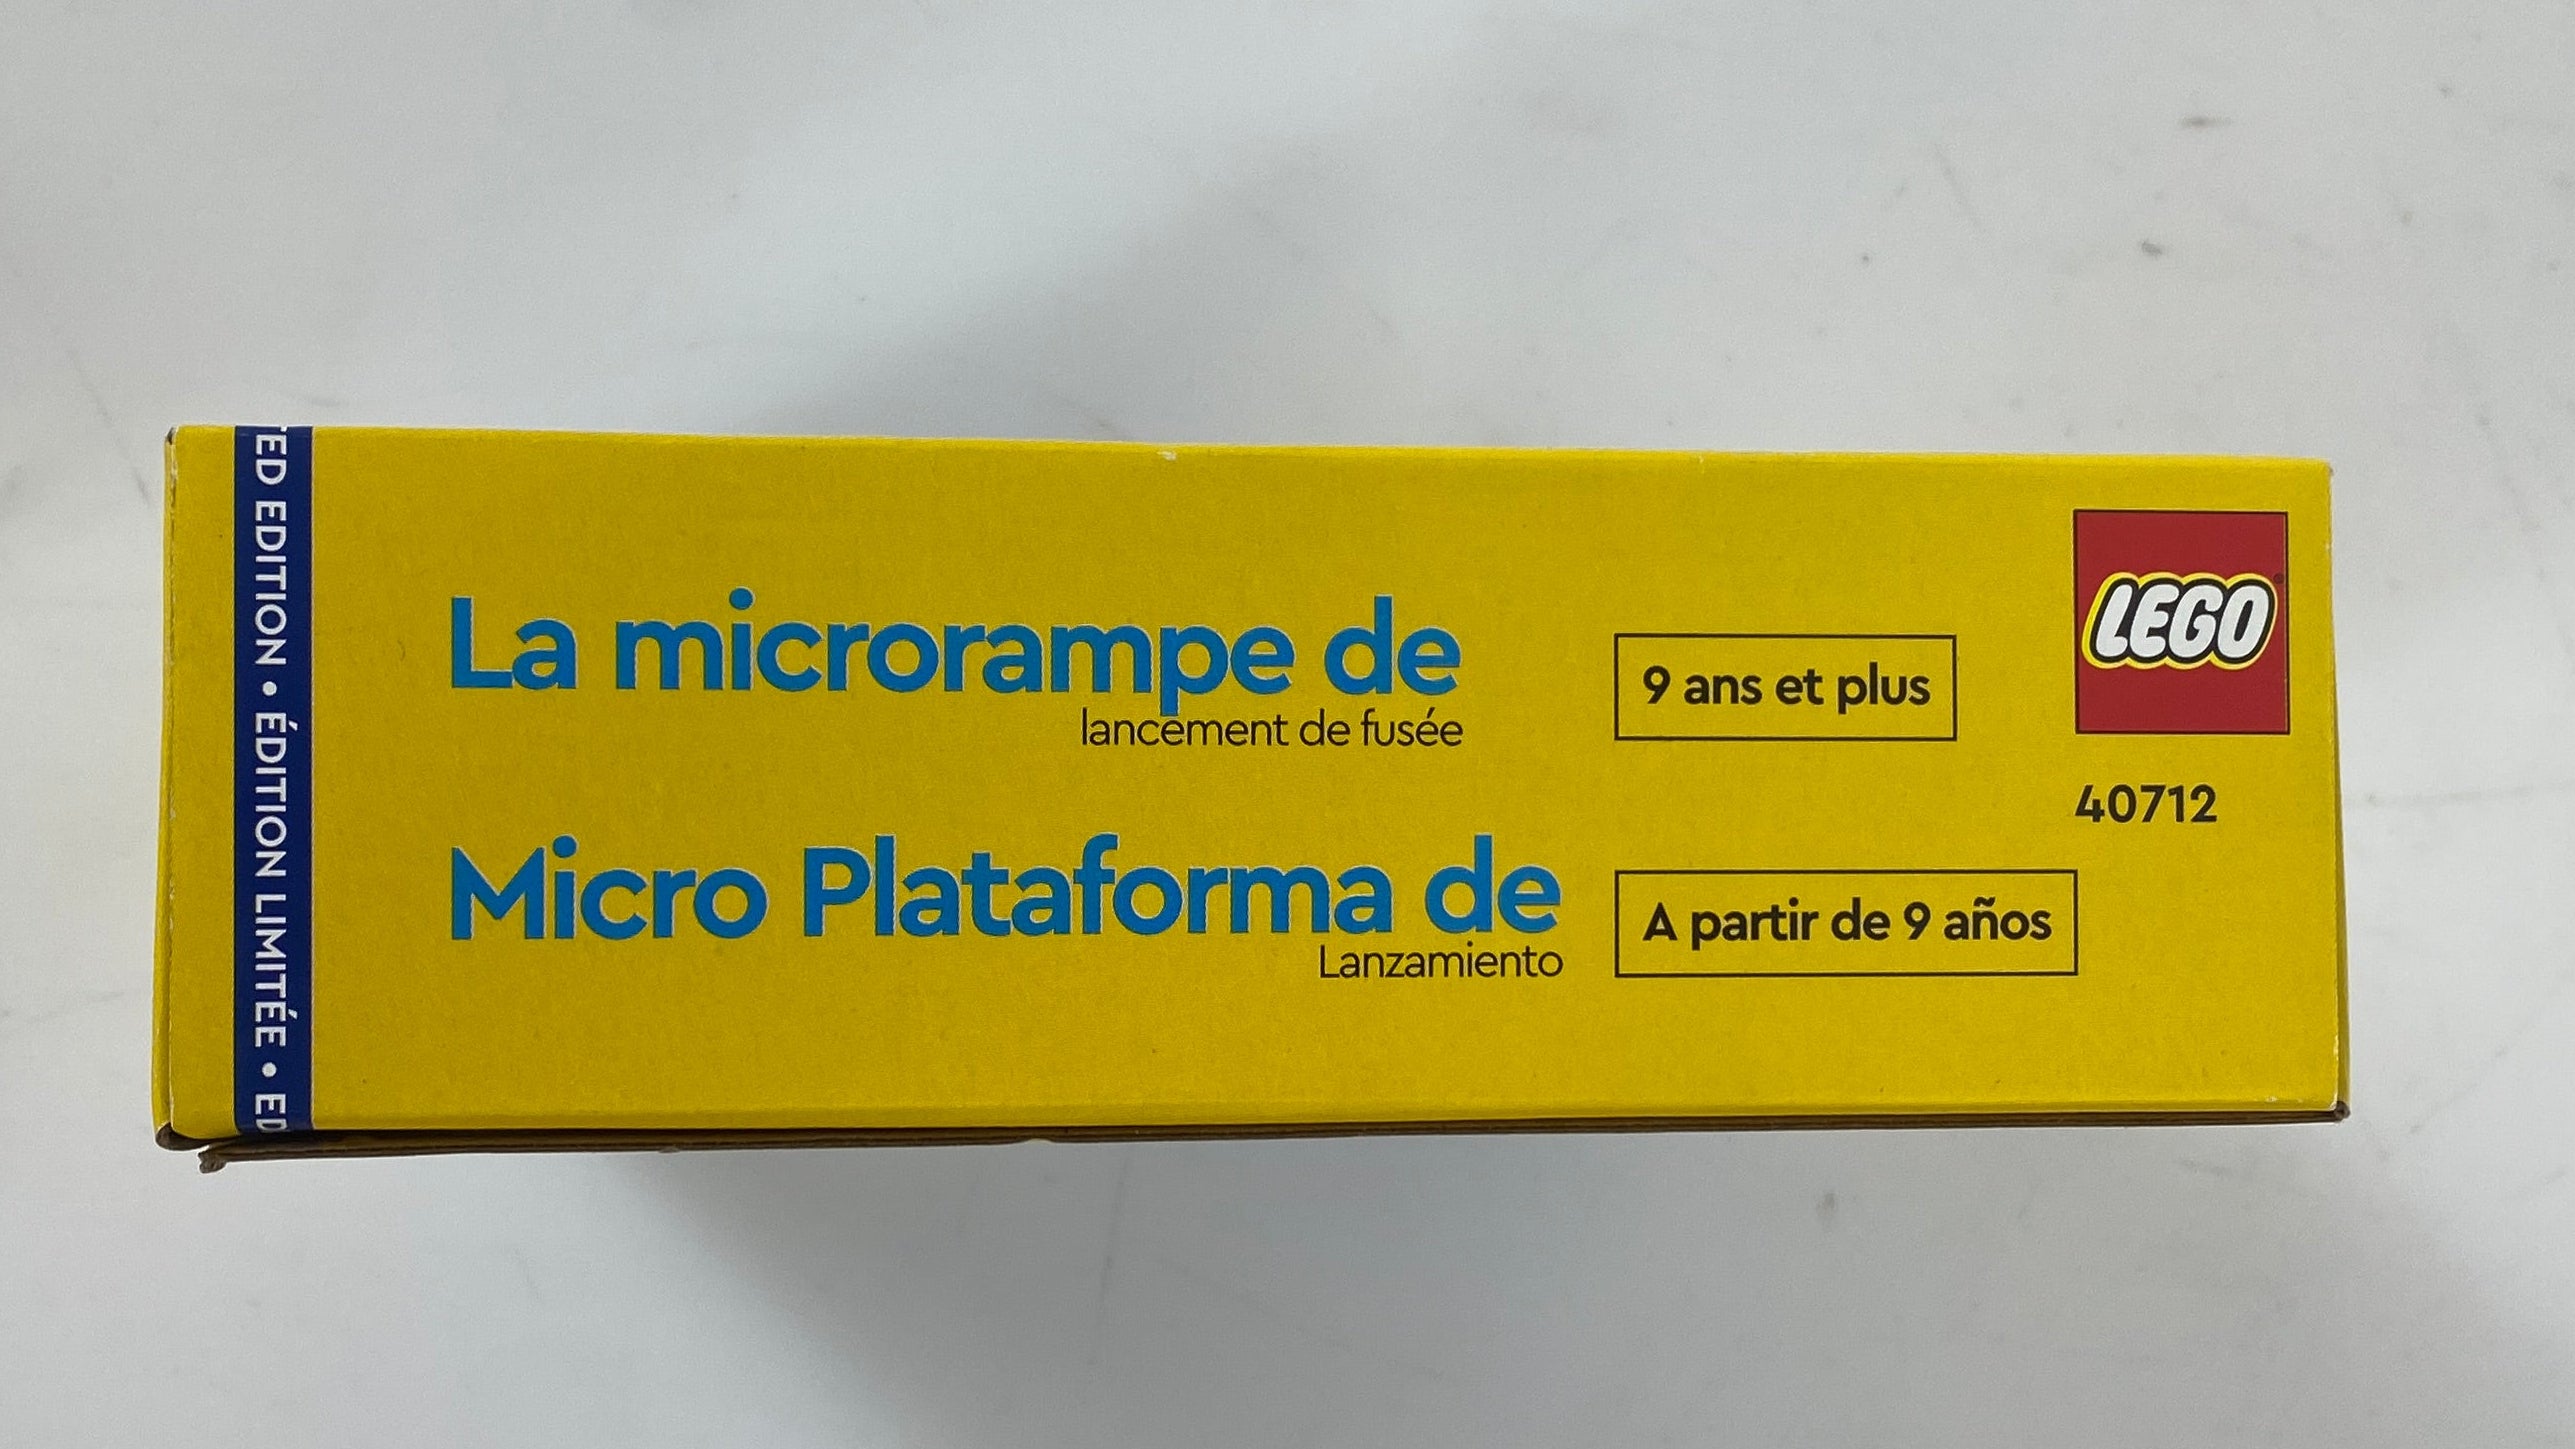 TED EDITION • ÉDITION LIMITÉE • ED
La microrampe de
lancement de fusée
9 ans et plus
LEGO
40712
Micro Plataforma de
Lanzamiento
A partir de 9 años